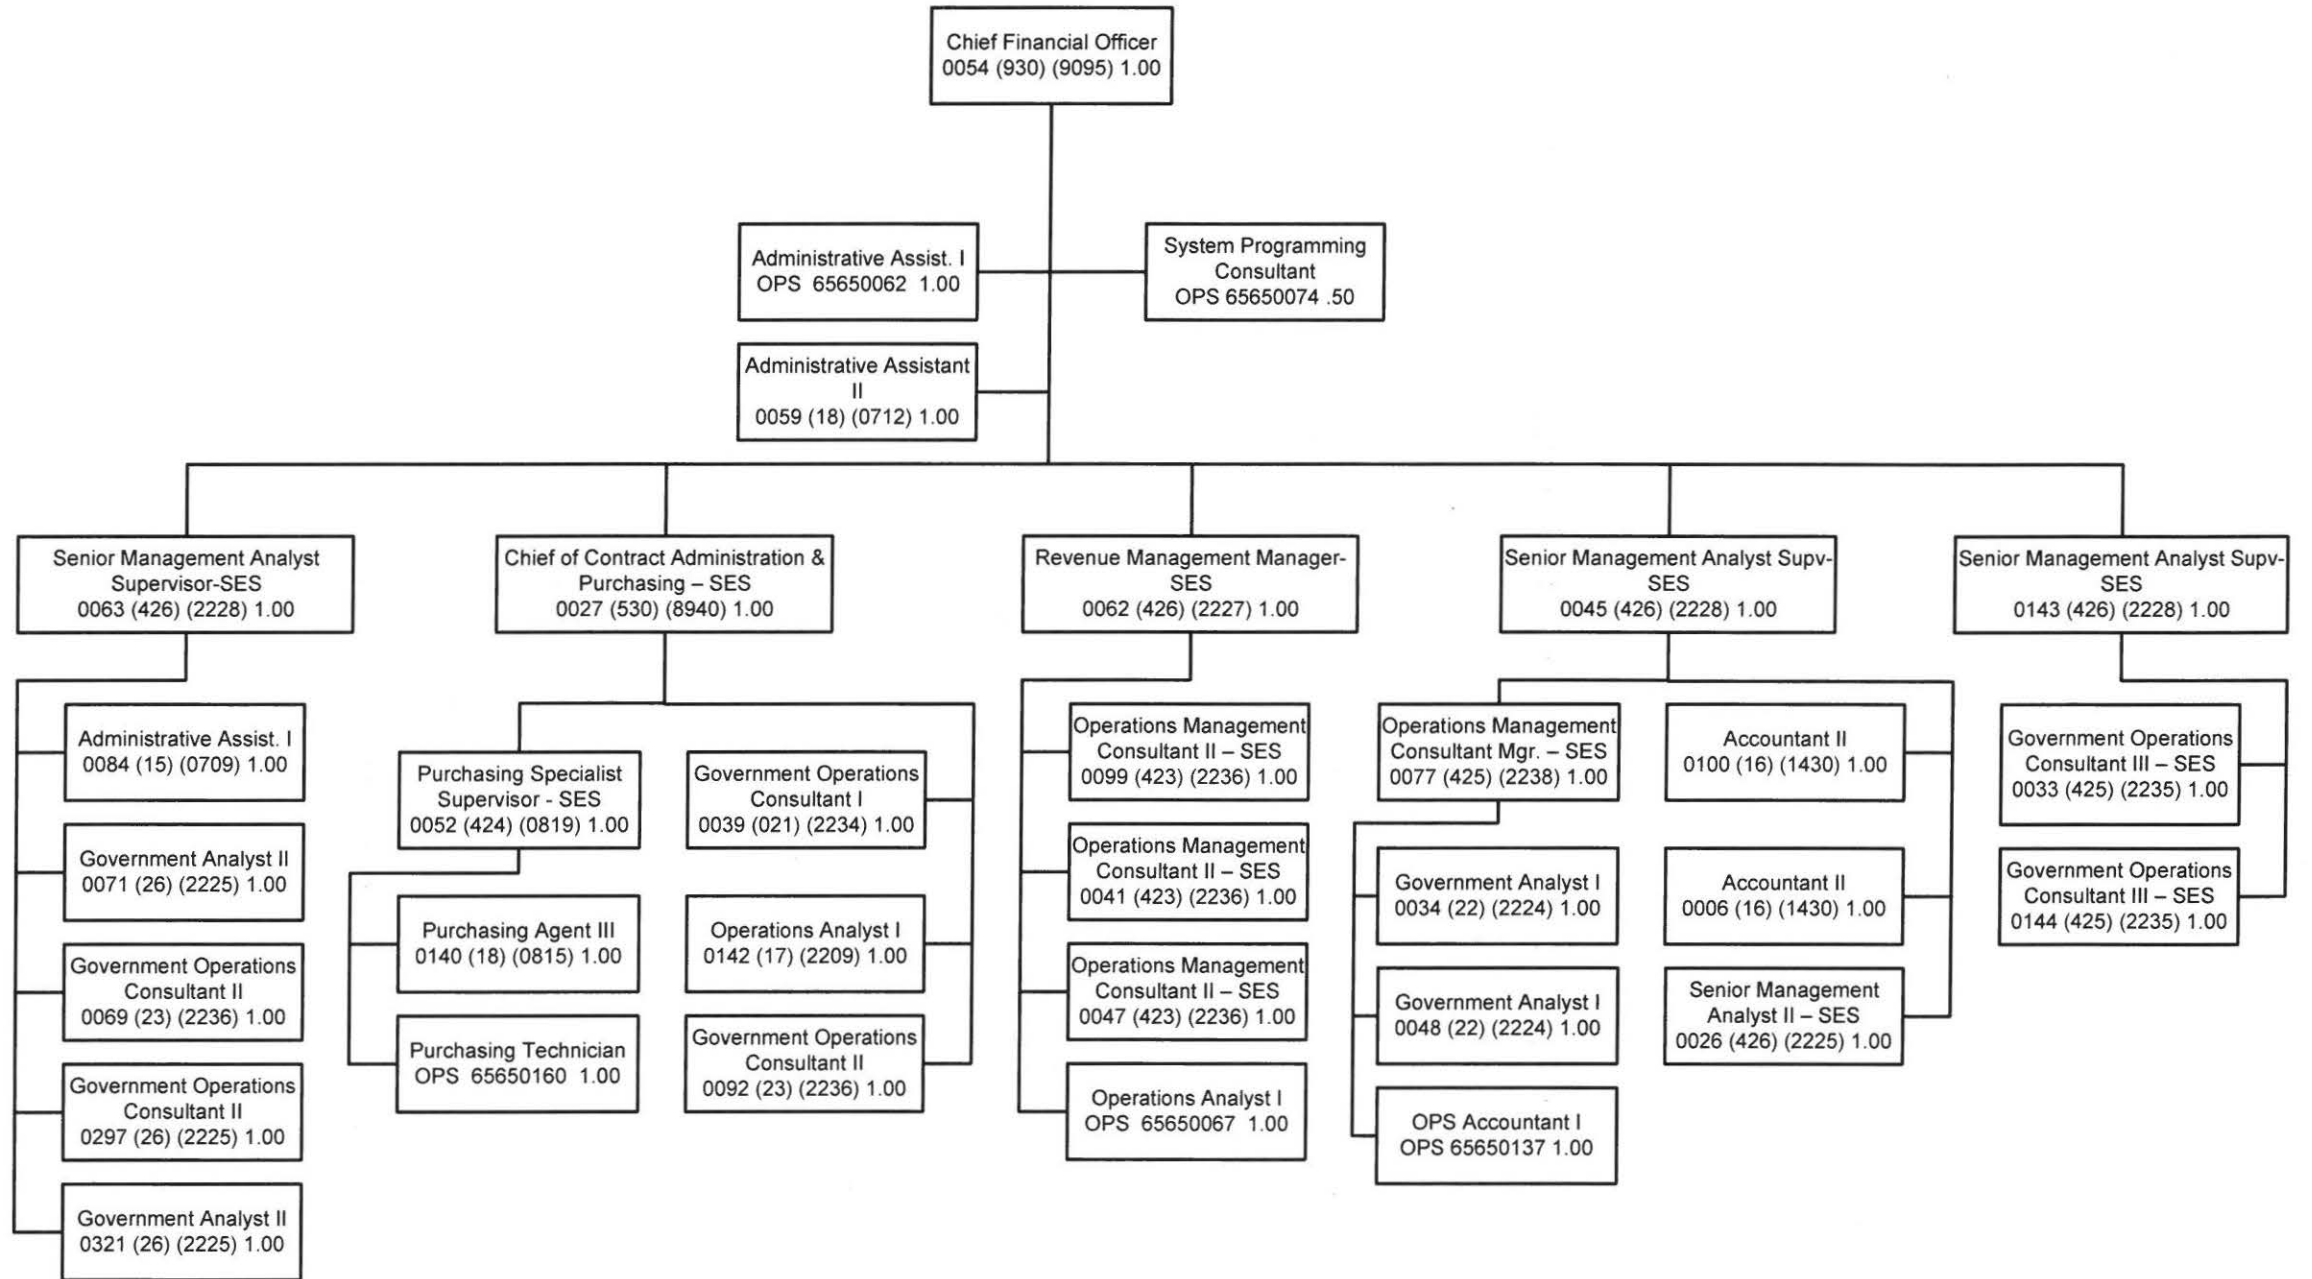 Chief Financial Officer
0054 (930) (9095) 1.00
Administrative Assist. I
OPS 65650062 1.00
System Programming
Consultant
OPS 65650074 .50
Administrative Assistant
II
0059 (18) (0712) 1.00
Senior Management Analyst
Supervisor-SES
0063 (426) (2228) 1.00
Chief of Contract Administration &
Purchasing – SES
0027 (530) (8940) 1.00
Revenue Management Manager-
SES
0062 (426) (2227) 1.00
Senior Management Analyst Supv-
SES
0045 (426) (2228) 1.00
Senior Management Analyst Supv-
SES
0143 (426) (2228) 1.00
Administrative Assist. I
0084 (15) (0709) 1.00
Government Analyst II
0071 (26) (2225) 1.00
Government Operations
Consultant II
0069 (23) (2236) 1.00
Government Operations
Consultant II
0297 (26) (2225) 1.00
Government Analyst II
0321 (26) (2225) 1.00
Purchasing Specialist
Supervisor - SES
0052 (424) (0819) 1.00
Purchasing Agent III
0140 (18) (0815) 1.00
Purchasing Technician
OPS 65650160 1.00
Government Operations
Consultant I
0039 (021) (2234) 1.00
Operations Analyst I
0142 (17) (2209) 1.00
Government Operations
Consultant II
0092 (23) (2236) 1.00
Operations Management
Consultant II – SES
0099 (423) (2236) 1.00
Operations Management
Consultant II – SES
0041 (423) (2236) 1.00
Operations Management
Consultant II – SES
0047 (423) (2236) 1.00
Operations Analyst I
OPS 65650067 1.00
Operations Management
Consultant Mgr. – SES
0077 (425) (2238) 1.00
Government Analyst I
0034 (22) (2224) 1.00
Government Analyst I
0048 (22) (2224) 1.00
OPS Accountant I
OPS 65650137 1.00
Accountant II
0100 (16) (1430) 1.00
Accountant II
0006 (16) (1430) 1.00
Senior Management
Analyst II – SES
0026 (426) (2225) 1.00
Government Operations
Consultant III – SES
0033 (425) (2235) 1.00
Government Operations
Consultant III – SES
0144 (425) (2235) 1.00